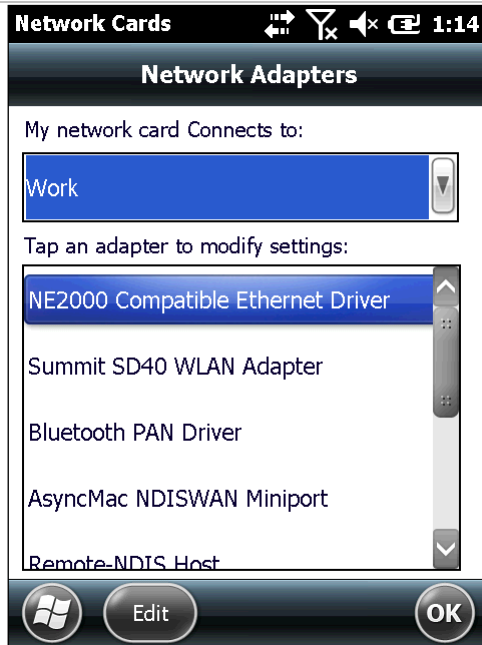 Network Cards 1:14
Network Adapters
My network card Connects to:
Work
Tap an adapter to modify settings:
NE2000 Compatible Ethernet Driver
Summit SD40 WLAN Adapter
Bluetooth PAN Driver
AsyncMac NDISWAN Miniport
Remote-NDIS Host
Edit OK